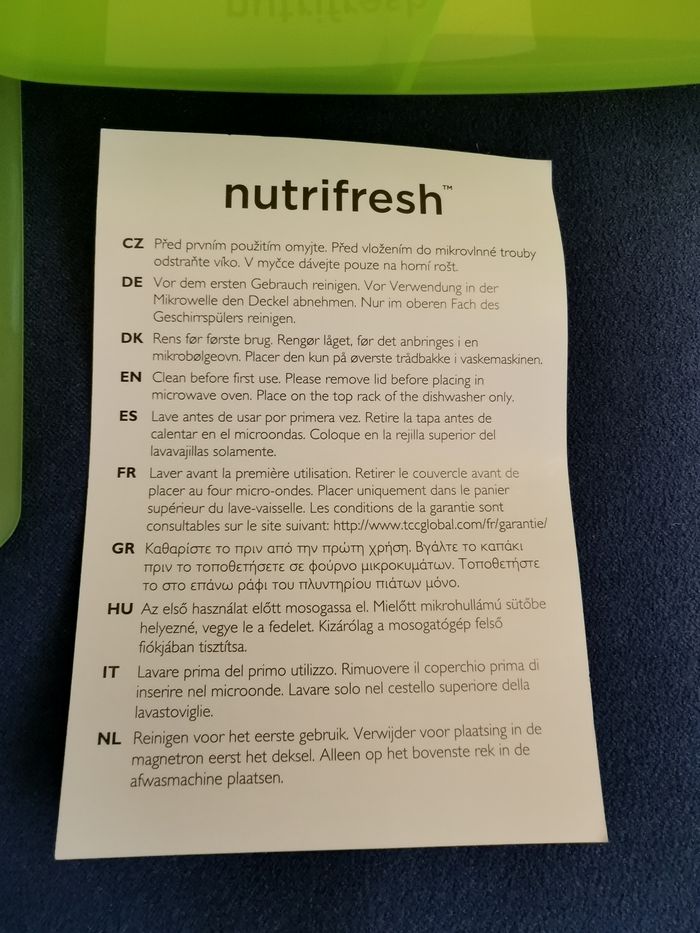 nutrifresh
nutrifresh™
CZ Před prvním použitím omyjte. Před vložením do mikrovlnné trouby
odstraňte víko. V myčce dávejte pouze na horní rošt.
DE Vor dem ersten Gebrauch reinigen. Vor Verwendung in der
Mikrowelle den Deckel abnehmen. Nur im oberen Fach des
Geschirrspülers reinigen.
DK Rens før første brug. Rengør låget, før det anbringes i en
mikrobølgeovn. Placer den kun på øverste trådbakke i vaskemaskinen.
EN Clean before first use. Please remove lid before placing in
microwave oven. Place on the top rack of the dishwasher only.
ES Lave antes de usar por primera vez. Retire la tapa antes de
calentar en el microondas. Coloque en la rejilla superior del
lavavajillas solamente.
FR Laver avant la première utilisation. Retirer le couvercle avant de
placer au four micro-ondes. Placer uniquement dans le panier
supérieur du lave-vaisselle. Les conditions de la garantie sont
consultables sur le site suivant: http://www.tccglobal.com/fr/garantie/
GR Καθαρίστε το πριν από την πρώτη χρήση. Βγάλτε το καπάκι
πριν το τοποθετήσετε σε φούρνο μικροκυμάτων. Τοποθετήστε
το στο επάνω ράφι του πλυντηρίου πιάτων μόνο.
HU Az első használat előtt mosogassa el. Mielőtt mikrohullámú sütőbe
helyezné, vegye le a fedelet. Kizárólag a mosogatógép felső
fiókjában tisztítsa.
IT Lavare prima del primo utilizzo. Rimuovere il coperchio prima di
inserire nel microonde. Lavare solo nel cestello superiore della
lavastoviglie.
NL Reinigen voor het eerste gebruik. Verwijder voor plaatsing in de
magnetron eerst het deksel. Alleen op het bovenste rek in de
afwasmachine plaatsen.